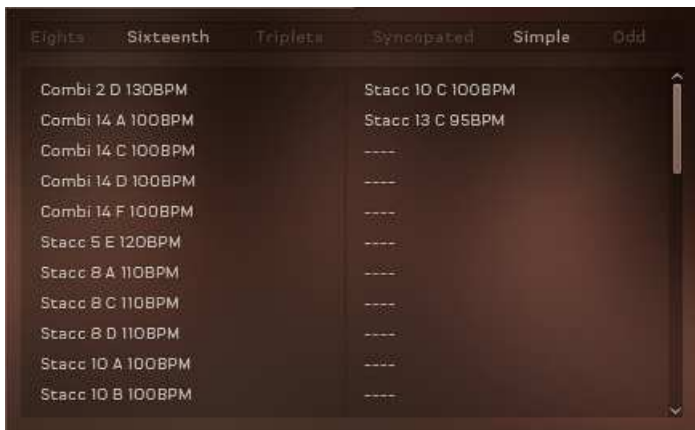 Eights Sixteenth Triplets Syncopated Simple Odd
Combi 2 D 130BPM
Combi 14 A 100BPM
Combi 14 C 100BPM
Combi 14 D 100BPM
Combi 14 F 100BPM
Stacc 5 E 120BPM
Stacc 8 A 110BPM
Stacc 8 C 110BPM
Stacc 8 D 110BPM
Stacc 10 A 100BPM
Stacc 10 B 100BPM
Stacc 10 C 100BPM
Stacc 13 C 95BPM
----
----
----
----
----
----
----
----
----